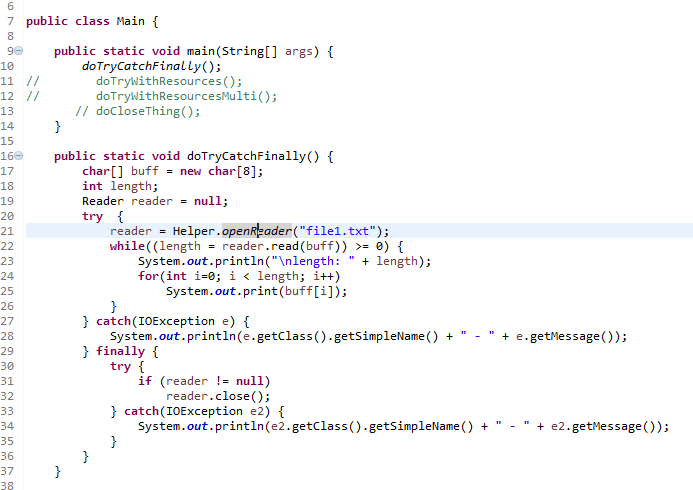 6
7 public class Main {
8
9 public static void main(String[] args) {
10 doTryCatchFinally();
11 // doTryWithResources();
12 // doTryWithResourcesMulti();
13 // doCloseThing();
14 }
15
16 public static void doTryCatchFinally() {
17 char[] buff = new char[8];
18 int length;
19 Reader reader = null;
20 try {
21 reader = Helper.openReader("file1.txt");
22 while((length = reader.read(buff)) >= 0) {
23 System.out.println("\nlength: " + length);
24 for(int i=0; i < length; i++)
25 System.out.print(buff[i]);
26 }
27 } catch(IOException e) {
28 System.out.println(e.getClass().getSimpleName() + " - " + e.getMessage());
29 } finally {
30 try {
31 if (reader != null)
32 reader.close();
33 } catch(IOException e2) {
34 System.out.println(e2.getClass().getSimpleName() + " - " + e2.getMessage());
35 }
36 }
37 }
38